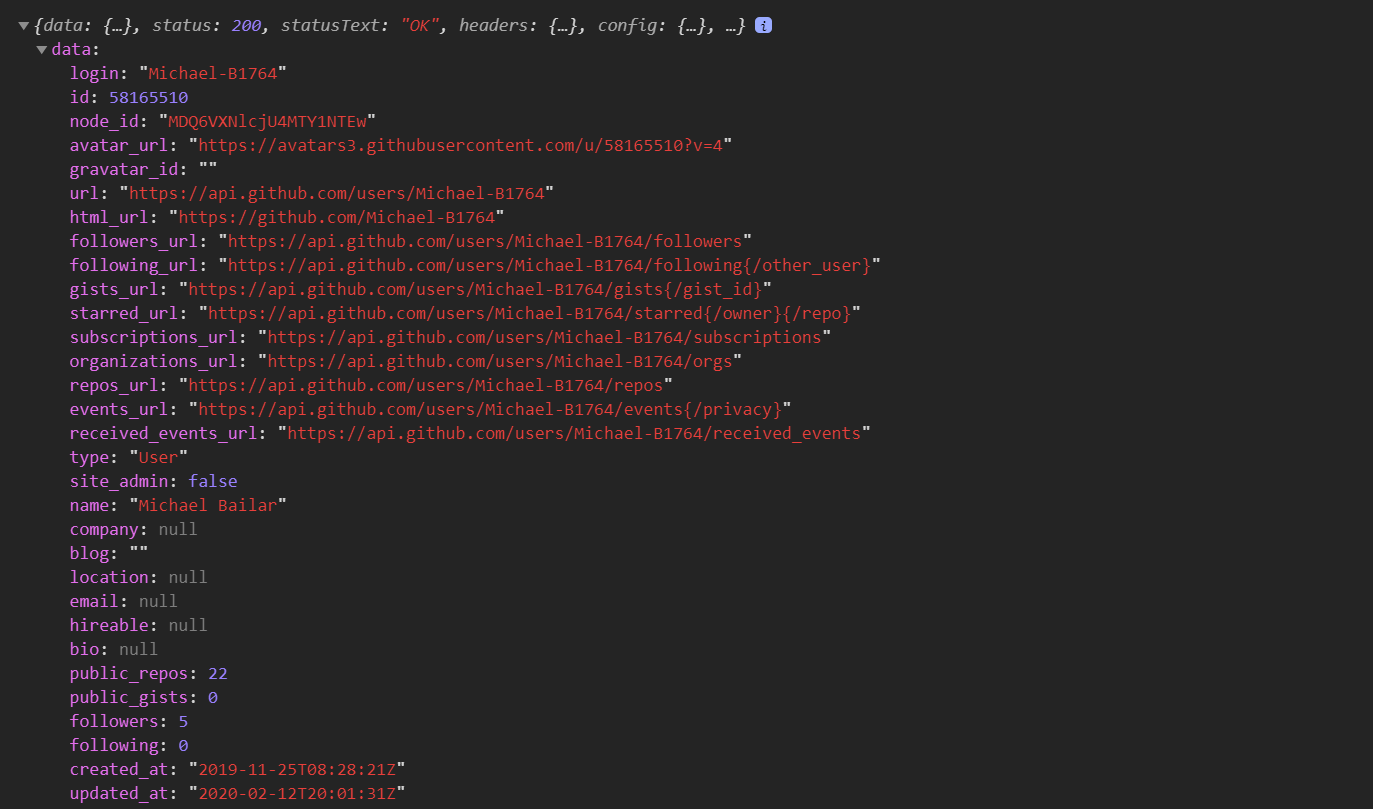 {data: {…}, status: 200, statusText: "OK", headers: {…}, config: {…}, …} i
data:
login: "Michael-B1764"
id: 58165510
node_id: "MDQ6VXNlcjU4MTY1NTEw"
avatar_url: "https://avatars3.githubusercontent.com/u/58165510?v=4"
gravatar_id: ""
url: "https://api.github.com/users/Michael-B1764"
html_url: "https://github.com/Michael-B1764"
followers_url: "https://api.github.com/users/Michael-B1764/followers"
following_url: "https://api.github.com/users/Michael-B1764/following{/other_user}"
gists_url: "https://api.github.com/users/Michael-B1764/gists{/gist_id}"
starred_url: "https://api.github.com/users/Michael-B1764/starred{/owner}{/repo}"
subscriptions_url: "https://api.github.com/users/Michael-B1764/subscriptions"
organizations_url: "https://api.github.com/users/Michael-B1764/orgs"
repos_url: "https://api.github.com/users/Michael-B1764/repos"
events_url: "https://api.github.com/users/Michael-B1764/events{/privacy}"
received_events_url: "https://api.github.com/users/Michael-B1764/received_events"
type: "User"
site_admin: false
name: "Michael Bailar"
company: null
blog: ""
location: null
email: null
hireable: null
bio: null
public_repos: 22
public_gists: 0
followers: 5
following: 0
created_at: "2019-11-25T08:28:21Z"
updated_at: "2020-02-12T20:01:31Z"